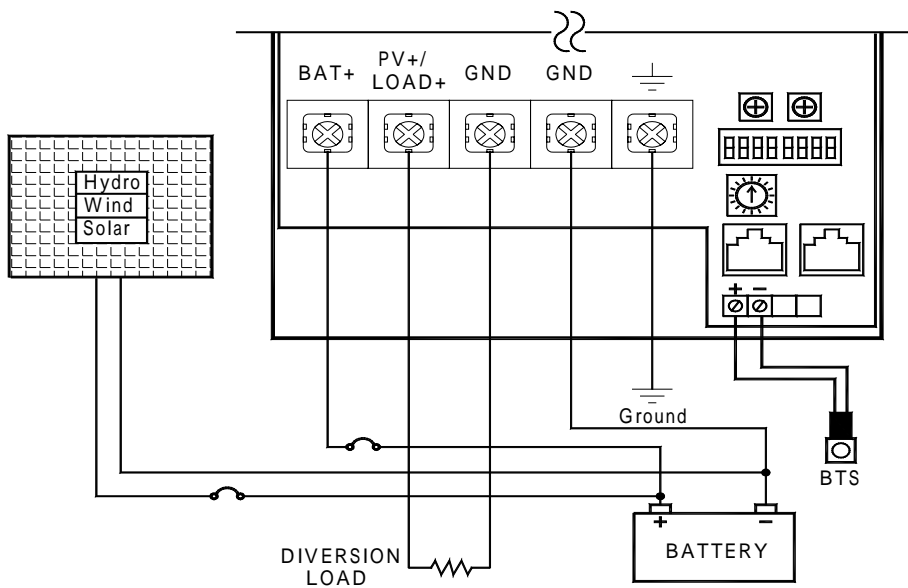 BAT+
PV+/
LOAD+
GND
GND
Hydro
Wind
Solar
+ −
Ground
BTS
+ −
BATTERY
DIVERSION
LOAD